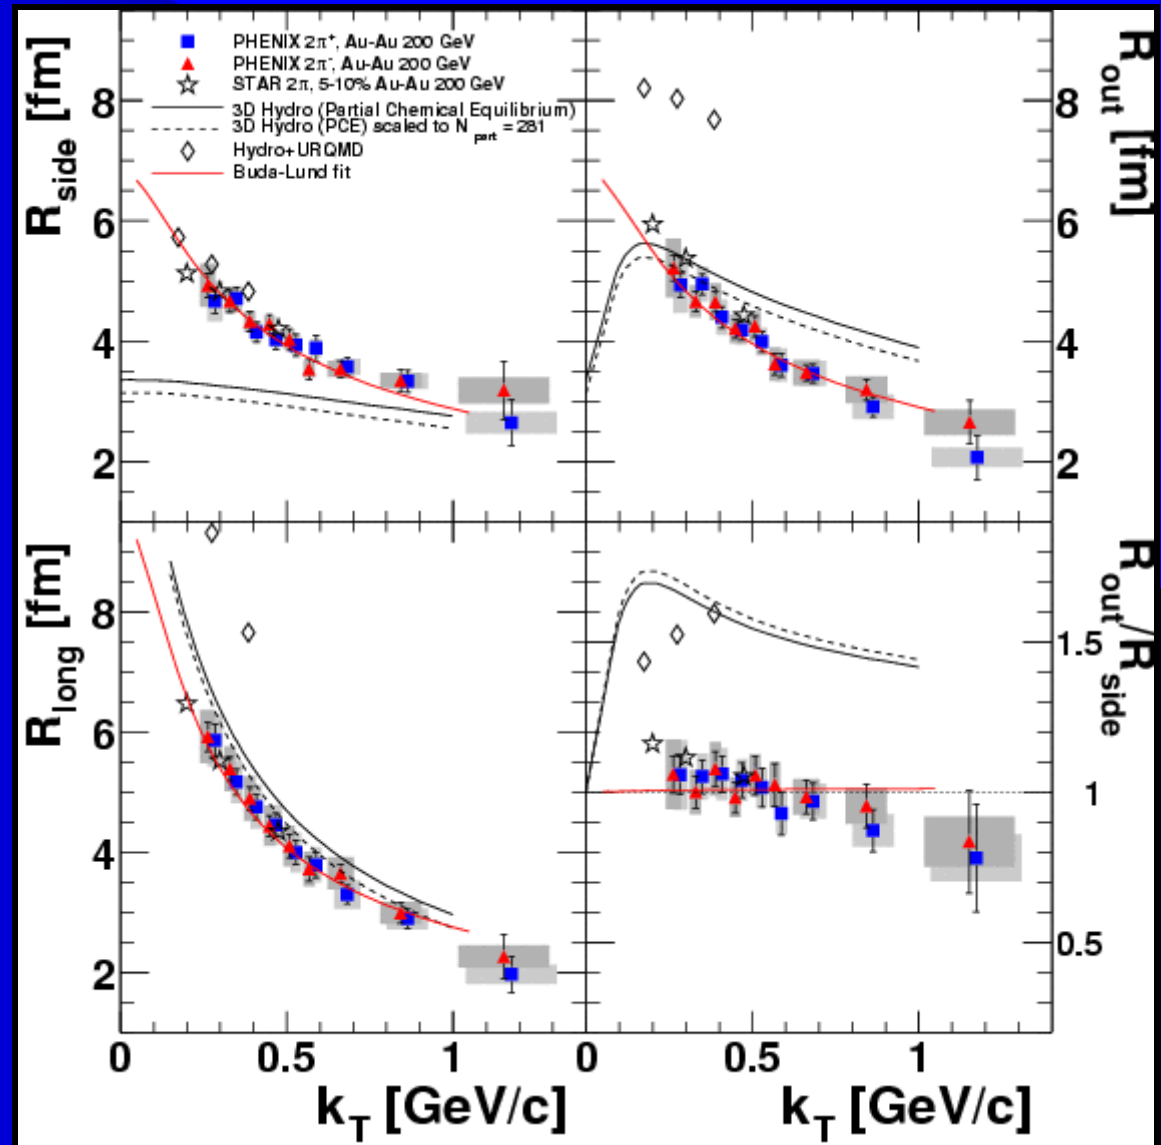 PHENIX 2π⁺, Au-Au 200 GeV
PHENIX 2π⁻, Au-Au 200 GeV
STAR 2π, 5-10% Au-Au 200 GeV
3D Hydro (Partial Chemical Equilibrium)
3D Hydro (PCE) scaled to N_part = 281
Hydro+URQMD
Buda-Lund fit
R_side [fm]
8
6
4
2
R_out [fm]
8
6
4
2
R_long [fm]
8
6
4
2
R_out/R_side
1.5
1
0.5
0 0.5 1 0 0.5 1
k_T [GeV/c] k_T [GeV/c]